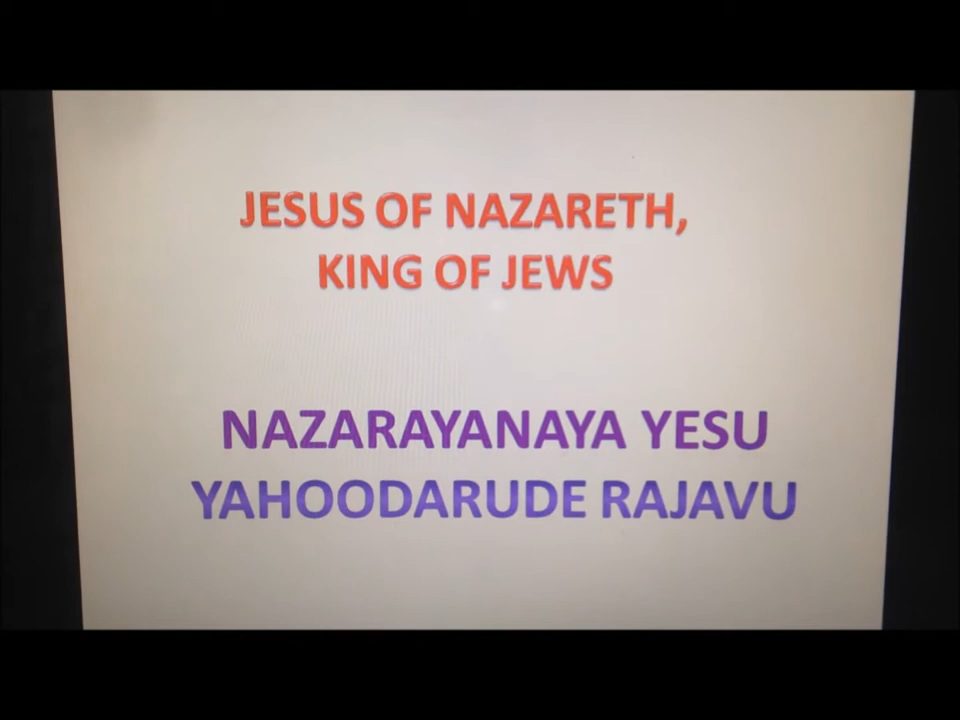 JESUS OF NAZARETH,
KING OF JEWS
NAZARAYANAYA YESU
YAHOODARUDE RAJAVU